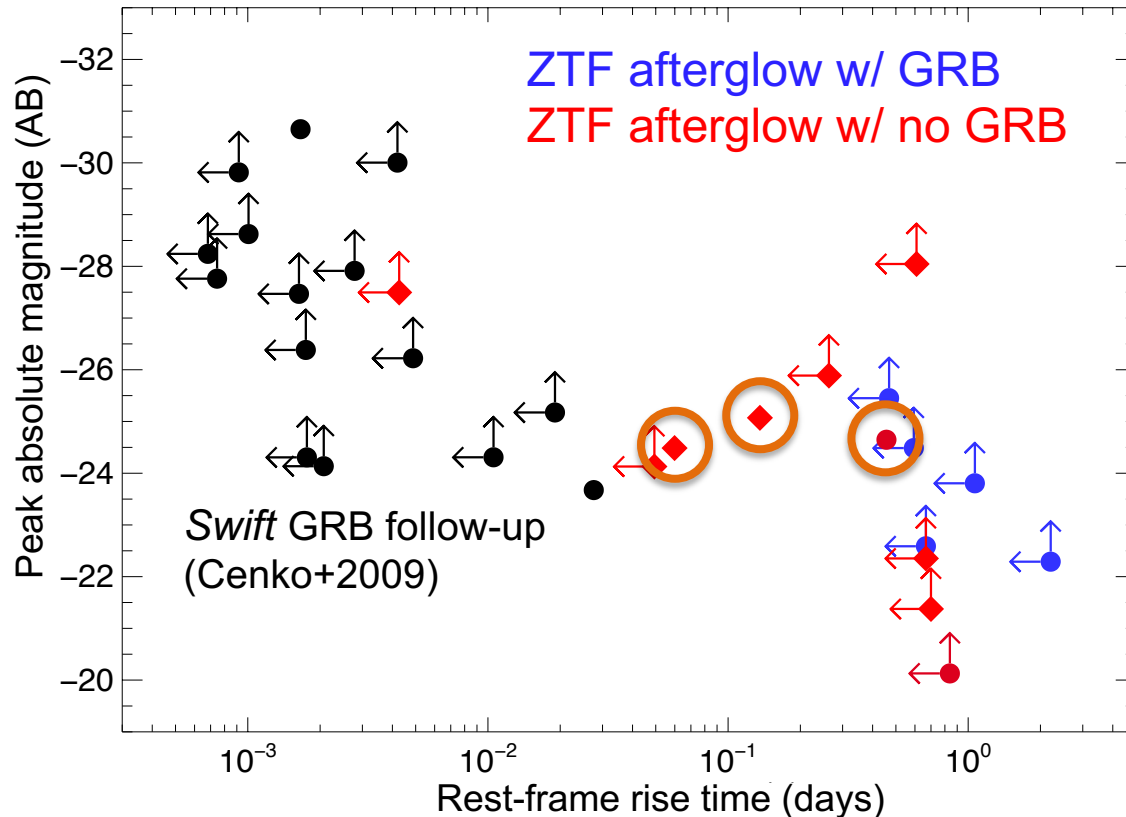 ZTF afterglow w/ GRB
ZTF afterglow w/ no GRB
Peak absolute magnitude (AB)
−32
−30
−28
−26
−24
−22
−20
Swift GRB follow-up
(Cenko+2009)
10⁻³
10⁻²
10⁻¹
10⁰
Rest-frame rise time (days)